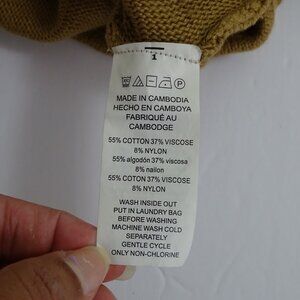 1
P
MADE IN CAMBODIA
HECHO EN CAMBOYA
FABRIQUÉ AU
CAMBODGE
55% COTTON 37% VISCOSE
8% NYLON
55% algodón 37% viscosa
8% nailon
55% COTON 37% VISCOSE
8% NYLON
WASH INSIDE OUT
PUT IN LAUNDRY BAG
BEFORE WASHING
MACHINE WASH COLD
SEPARATELY
GENTLE CYCLE
ONLY NON-CHLORINE